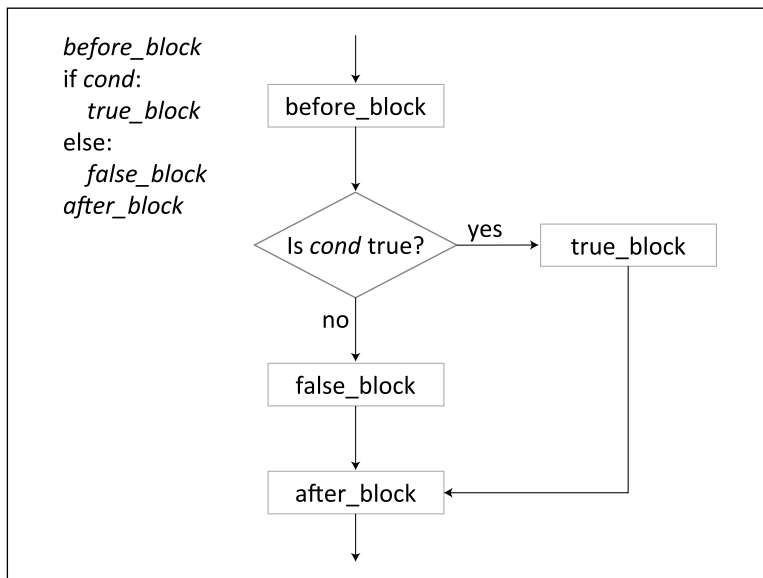 before_block
if cond:
true_block
else:
false_block
after_block
before_block
Is cond true?
yes
true_block
no
false_block
after_block